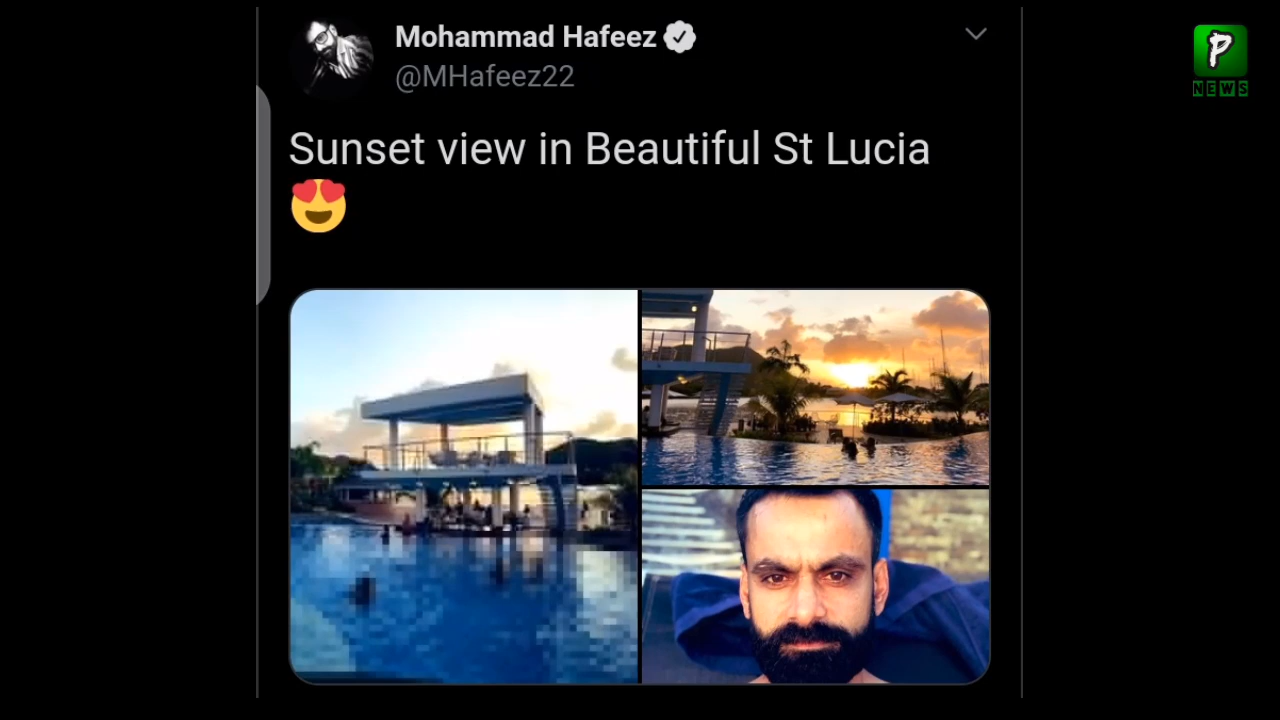 Mohammad Hafeez
@MHafeez22
Sunset view in Beautiful St Lucia
😍
P
NEWS